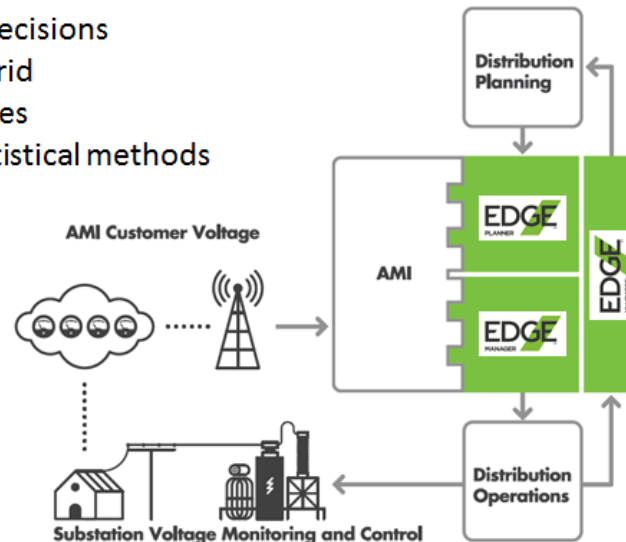 ecisions
rid
es
tistical methods
Distribution
Planning
AMI Customer Voltage
AMI
EDGE
PLANNER
EDGE
EDGE
MANAGER
Distribution
Operations
Substation Voltage Monitoring and Control